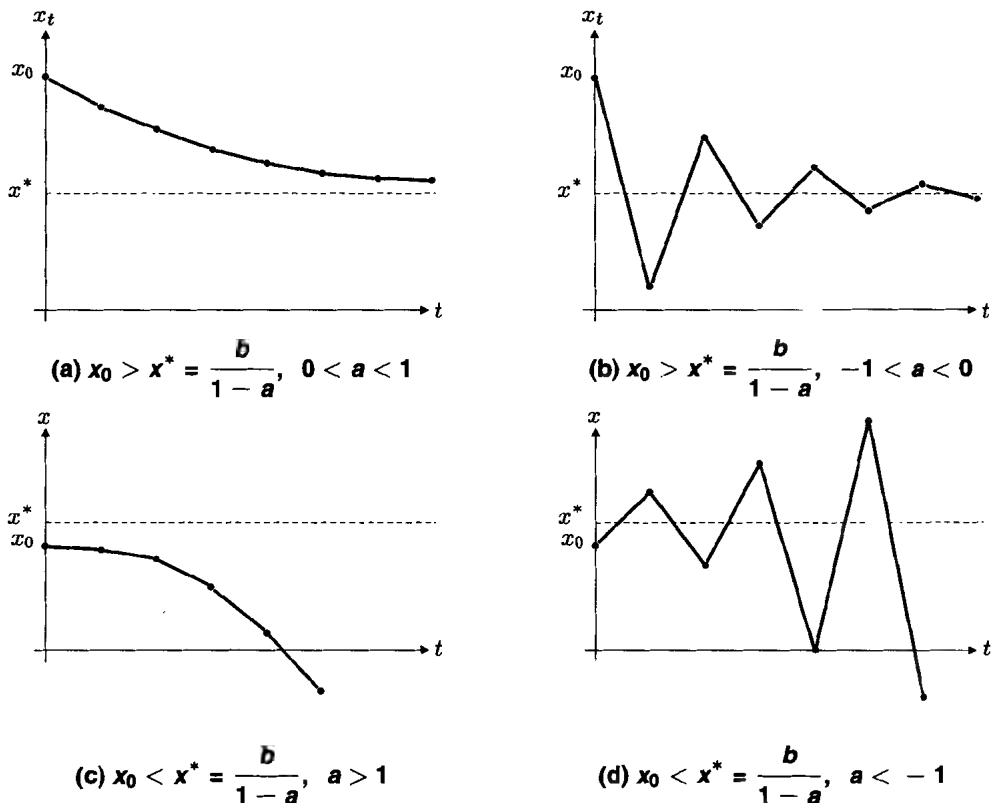 x_t
x_0
x*
t
(a) x_0 > x* = b/(1 − a), 0 < a < 1
x_t
x_0
x*
t
(b) x_0 > x* = b/(1 − a), −1 < a < 0
x
x*
x_0
t
(c) x_0 < x* = b/(1 − a), a > 1
x
x*
x_0
t
(d) x_0 < x* = b/(1 − a), a < − 1